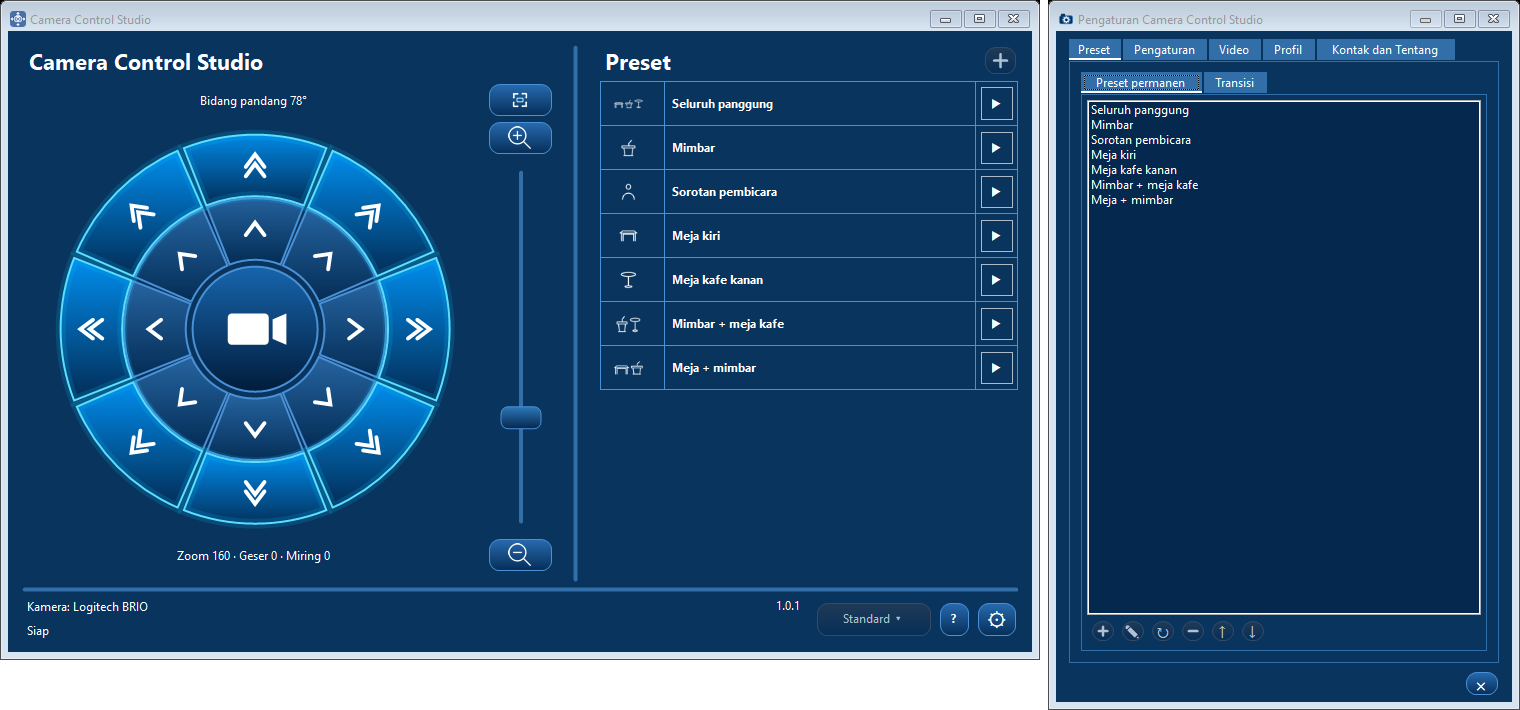 Camera Control Studio
Camera Control Studio
Bidang pandang 78°
Zoom 160 · Geser 0 · Miring 0
Preset
Seluruh panggung
Mimbar
Sorotan pembicara
Meja kiri
Meja kafe kanan
Mimbar + meja kafe
Meja + mimbar
Kamera: Logitech BRIO
Siap
1.0.1
Standard
?
Pengaturan Camera Control Studio
Preset Pengaturan Video Profil Kontak dan Tentang
Preset permanen Transisi
Seluruh panggung
Mimbar
Sorotan pembicara
Meja kiri
Meja kafe kanan
Mimbar + meja kafe
Meja + mimbar